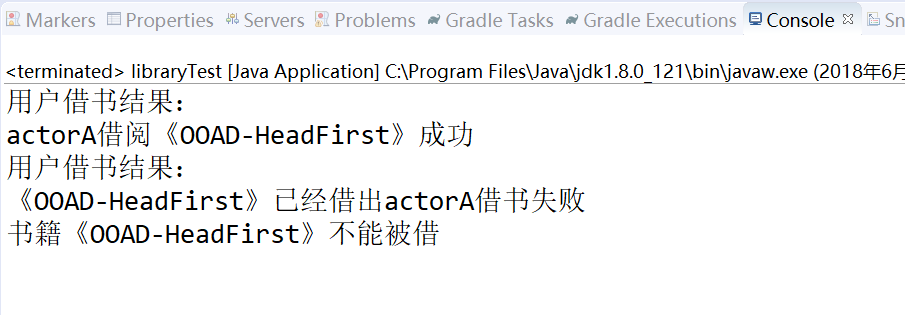 Markers Properties Servers Problems Gradle Tasks Gradle Executions Console Sn
<terminated> libraryTest [Java Application] C:\Program Files\Java\jdk1.8.0_121\bin\javaw.exe (2018年6月
用户借书结果:
actorA借阅《OOAD-HeadFirst》成功
用户借书结果:
《OOAD-HeadFirst》已经借出actorA借书失败
书籍《OOAD-HeadFirst》不能被借